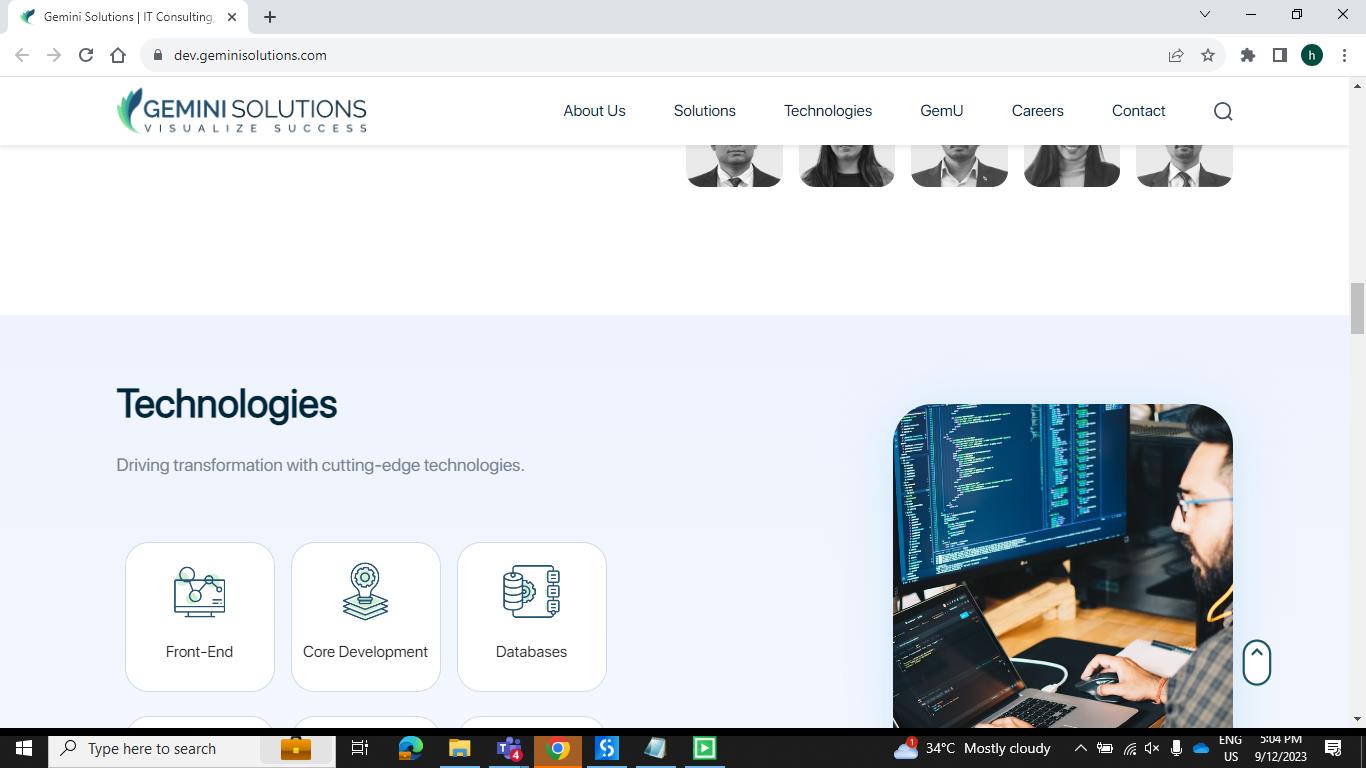 Gemini Solutions | IT Consulting,
dev.geminisolutions.com
h
GEMINI SOLUTIONS
VISUALIZE SUCCESS
About Us
Solutions
Technologies
GemU
Careers
Contact
Technologies
Driving transformation with cutting-edge technologies.
Front-End
Core Development
Databases
Type here to search
4
1
34°C Mostly cloudy
ENG
US
5:04 PM
9/12/2023